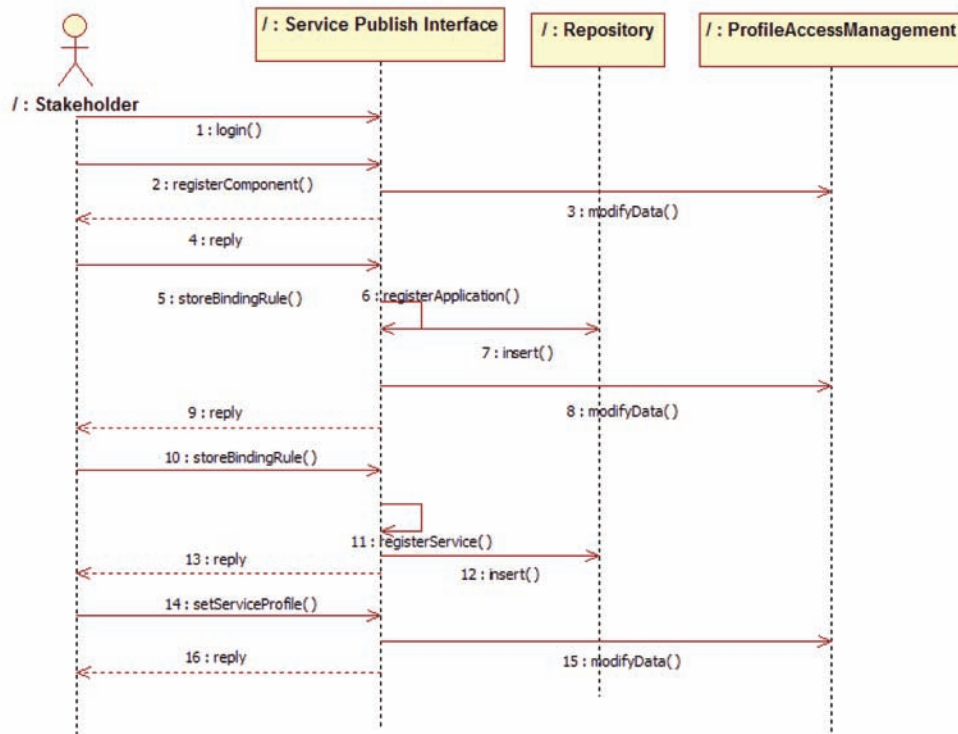 / : Service Publish Interface
/ : Repository
/ : ProfileAccessManagement
/ : Stakeholder
1 : login()
2 : registerComponent()
3 : modifyData()
4 : reply
5 : storeBindingRule()
6 : registerApplication()
7 : insert()
8 : modifyData()
9 : reply
10 : storeBindingRule()
11 : registerService()
13 : reply
12 : insert()
14 : setServiceProfile()
16 : reply
15 : modifyData()